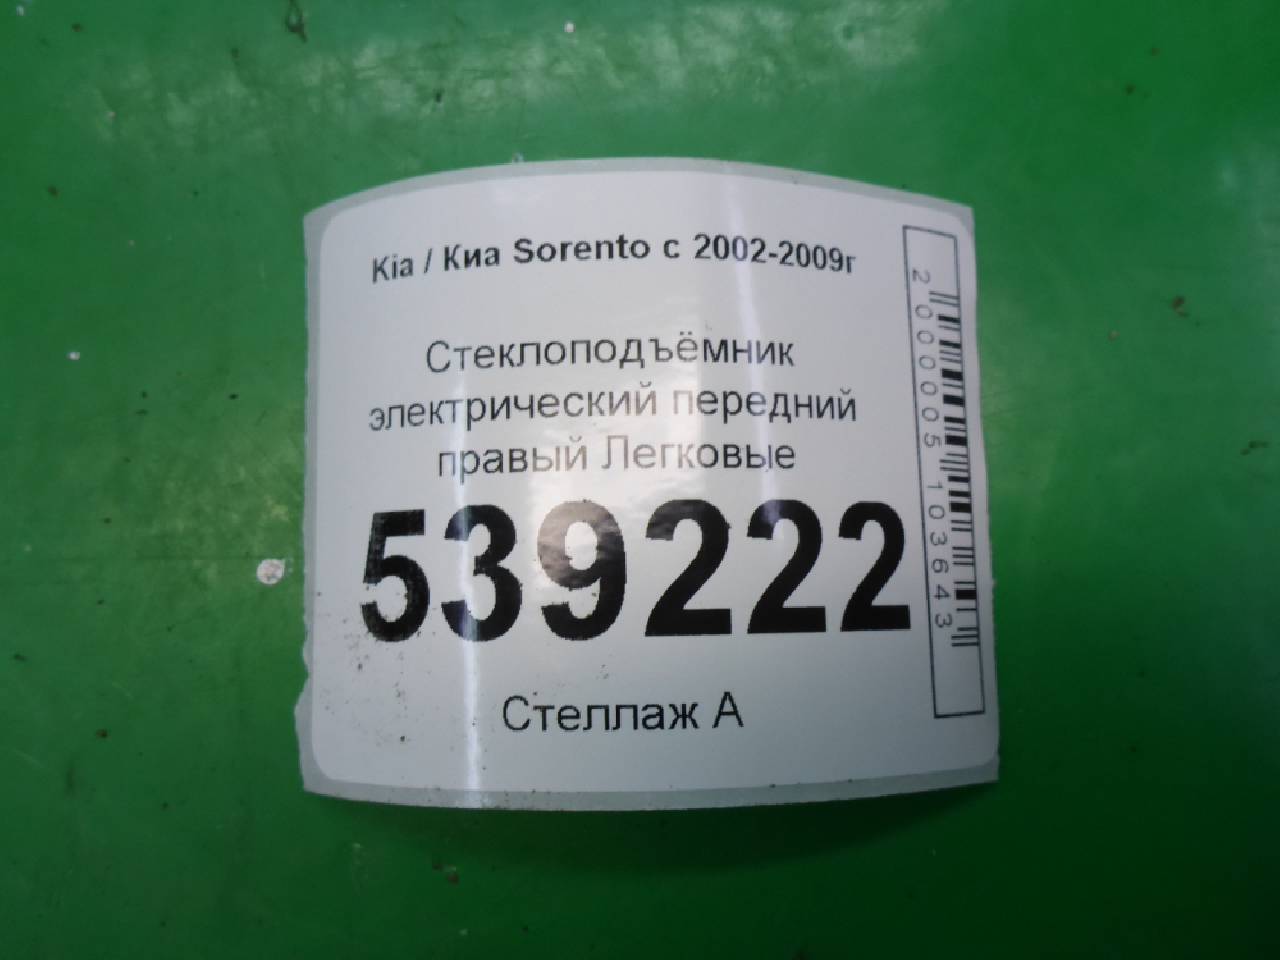 Kia / Киа Sorento с 2002-2009г
Стеклоподъёмник
электрический передний
правый Легковые
539222
Стеллаж А
2000005103643